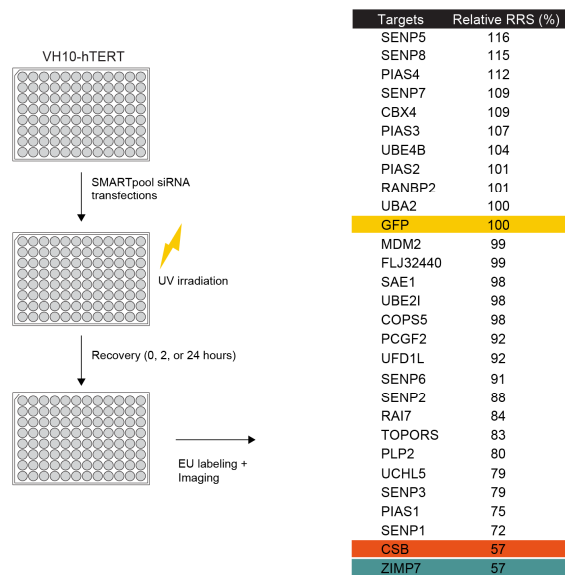 VH10-hTERT
SMARTpool siRNA
transfections
UV irradiation
Recovery (0, 2, or 24 hours)
EU labeling +
Imaging
Targets Relative RRS (%)
SENP5 116
SENP8 115
PIAS4 112
SENP7 109
CBX4 109
PIAS3 107
UBE4B 104
PIAS2 101
RANBP2 101
UBA2 100
GFP 100
MDM2 99
FLJ32440 99
SAE1 98
UBE2I 98
COPS5 98
PCGF2 92
UFD1L 92
SENP6 91
SENP2 88
RAI7 84
TOPORS 83
PLP2 80
UCHL5 79
SENP3 79
PIAS1 75
SENP1 72
CSB 57
ZIMP7 57